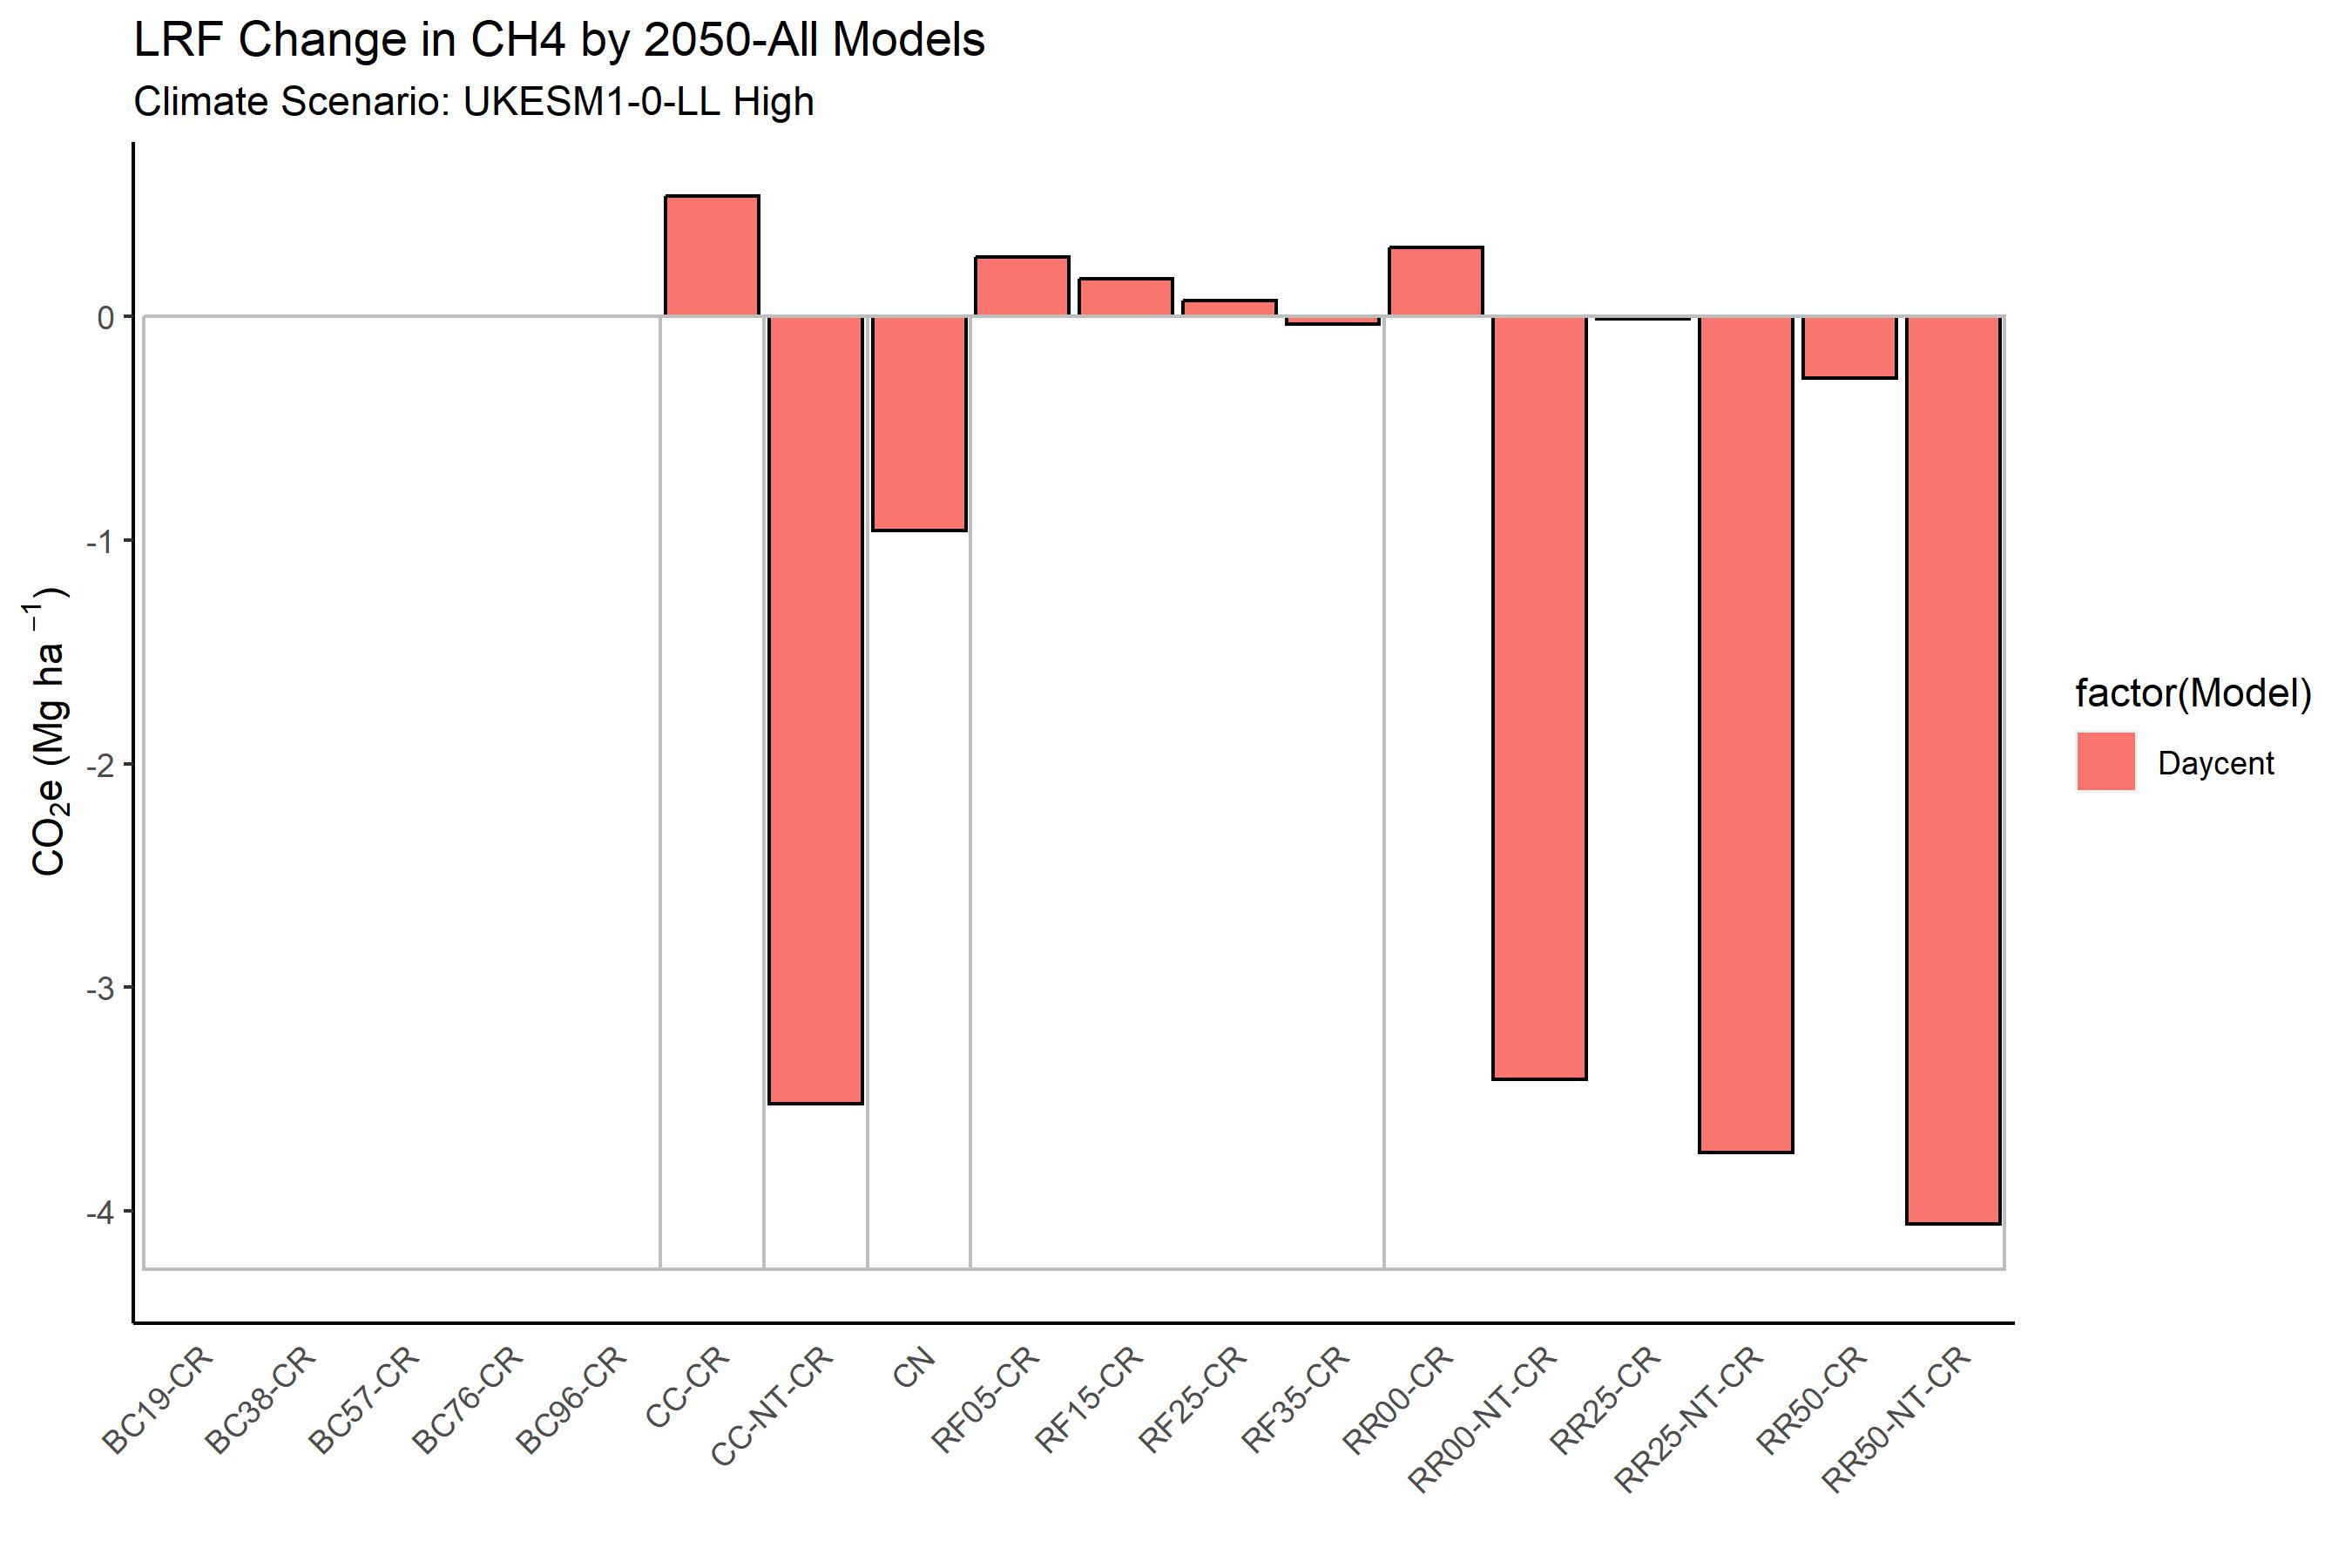 LRF Change in CH4 by 2050-All Models
Climate Scenario: UKESM1-0-LL High
CO₂e (Mg ha ⁻¹)
0
-1
-2
-3
-4
BC19-CR
BC38-CR
BC57-CR
BC76-CR
BC96-CR
CC-CR
CC-NT-CR
CN
RF05-CR
RF15-CR
RF25-CR
RF35-CR
RR00-CR
RR00-NT-CR
RR25-CR
RR25-NT-CR
RR50-CR
RR50-NT-CR
factor(Model)
Daycent